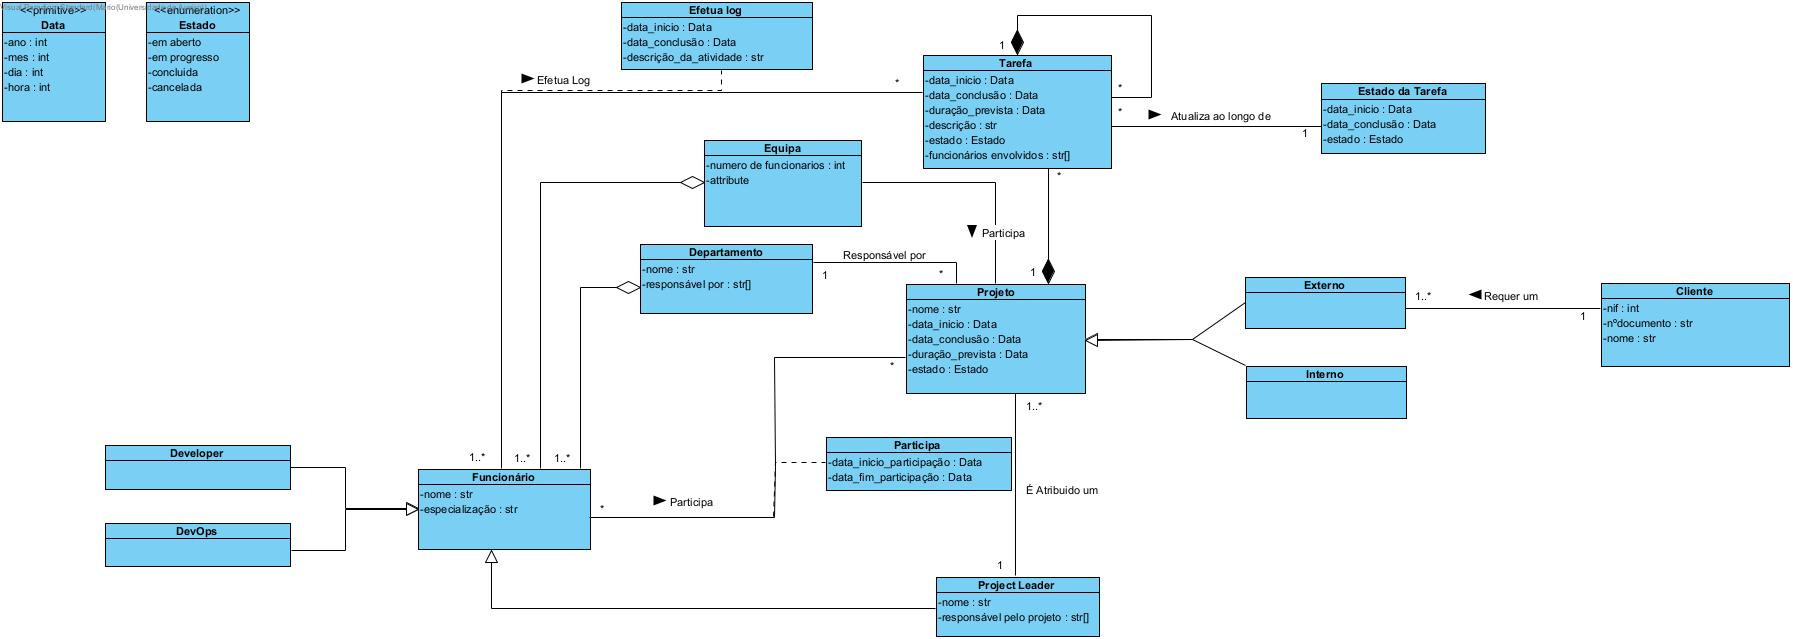 <<primitive>>
Data
-ano : int
-mes : int
-dia : int
-hora : int
<<enumeration>>
Estado
-em aberto
-em progresso
-concluida
-cancelada
Efetua log
-data_inicio : Data
-data_conclusão : Data
-descrição_da_atividade : str
Efetua Log
*
1
Tarefa
-data_inicio : Data
-data_conclusão : Data
-duração_prevista : Data
-descrição : str
-estado : Estado
-funcionários envolvidos : str[]
*
*
Atualiza ao longo de
1
Estado da Tarefa
-data_inicio : Data
-data_conclusão : Data
-estado : Estado
Equipa
-numero de funcionarios : int
-attribute
*
Participa
Departamento
-nome : str
-responsável por : str[]
Responsável por
1
*
1
Projeto
-nome : str
-data_inicio : Data
-data_conclusão : Data
-duração_prevista : Data
-estado : Estado
*
1..*
Externo
1..*
Requer um
1
Cliente
-nif : int
-nºdocumento : str
-nome : str
Interno
Developer
DevOps
1..*
1..*
1..*
Funcionário
-nome : str
-especialização : str
*
Participa
Participa
-data_inicio_participação : Data
-data_fim_participação : Data
É Atribuido um
1
Project Leader
-nome : str
-responsável pelo projeto : str[]